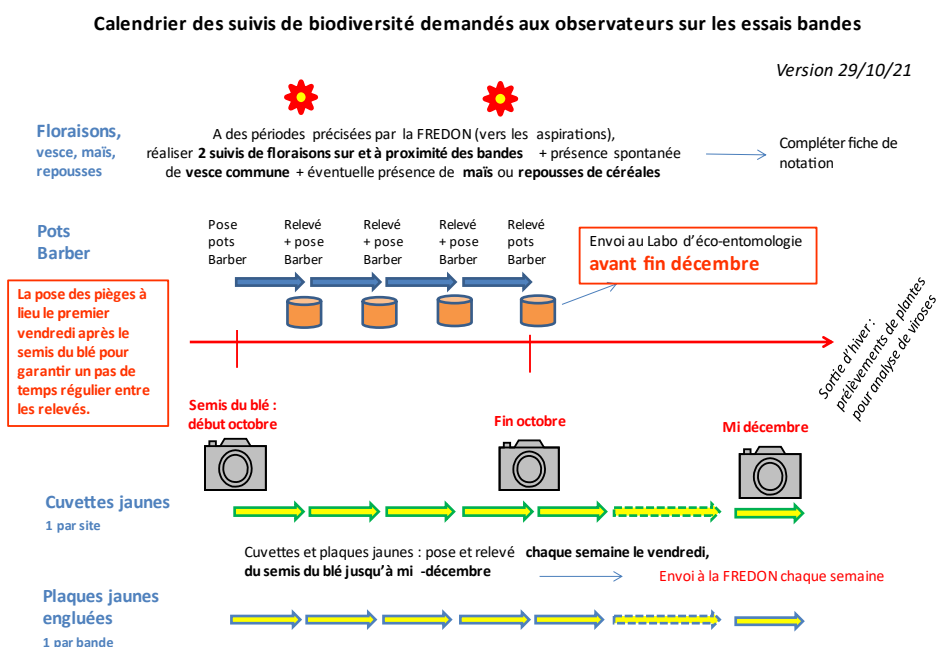 Calendrier des suivis de biodiversité demandés aux observateurs sur les essais bandes
Version 29/10/21
Floraisons,
vesce, maïs,
repousses
A des périodes précisées par la FREDON (vers les aspirations),
réaliser 2 suivis de floraisons sur et à proximité des bandes + présence spontanée
de vesce commune + éventuelle présence de maïs ou repousses de céréales
Compléter fiche de
notation
Pots
Barber
Pose
pots
Barber
Relevé
+ pose
Barber
Relevé
+ pose
Barber
Relevé
+ pose
Barber
Relevé
pots
Barber
Envoi au Labo d'éco-entomologie
avant fin décembre
La pose des pièges à
lieu le premier
vendredi après le
semis du blé pour
garantir un pas de
temps régulier entre
les relevés.
Sortie d'hiver :
prélèvements de plantes
pour analyse de viroses
Semis du blé :
début octobre
Fin octobre
Mi décembre
Cuvettes jaunes
1 par site
Cuvettes et plaques jaunes : pose et relevé chaque semaine le vendredi,
du semis du blé jusqu'à mi -décembre
Envoi à la FREDON chaque semaine
Plaques jaunes
engluées
1 par bande